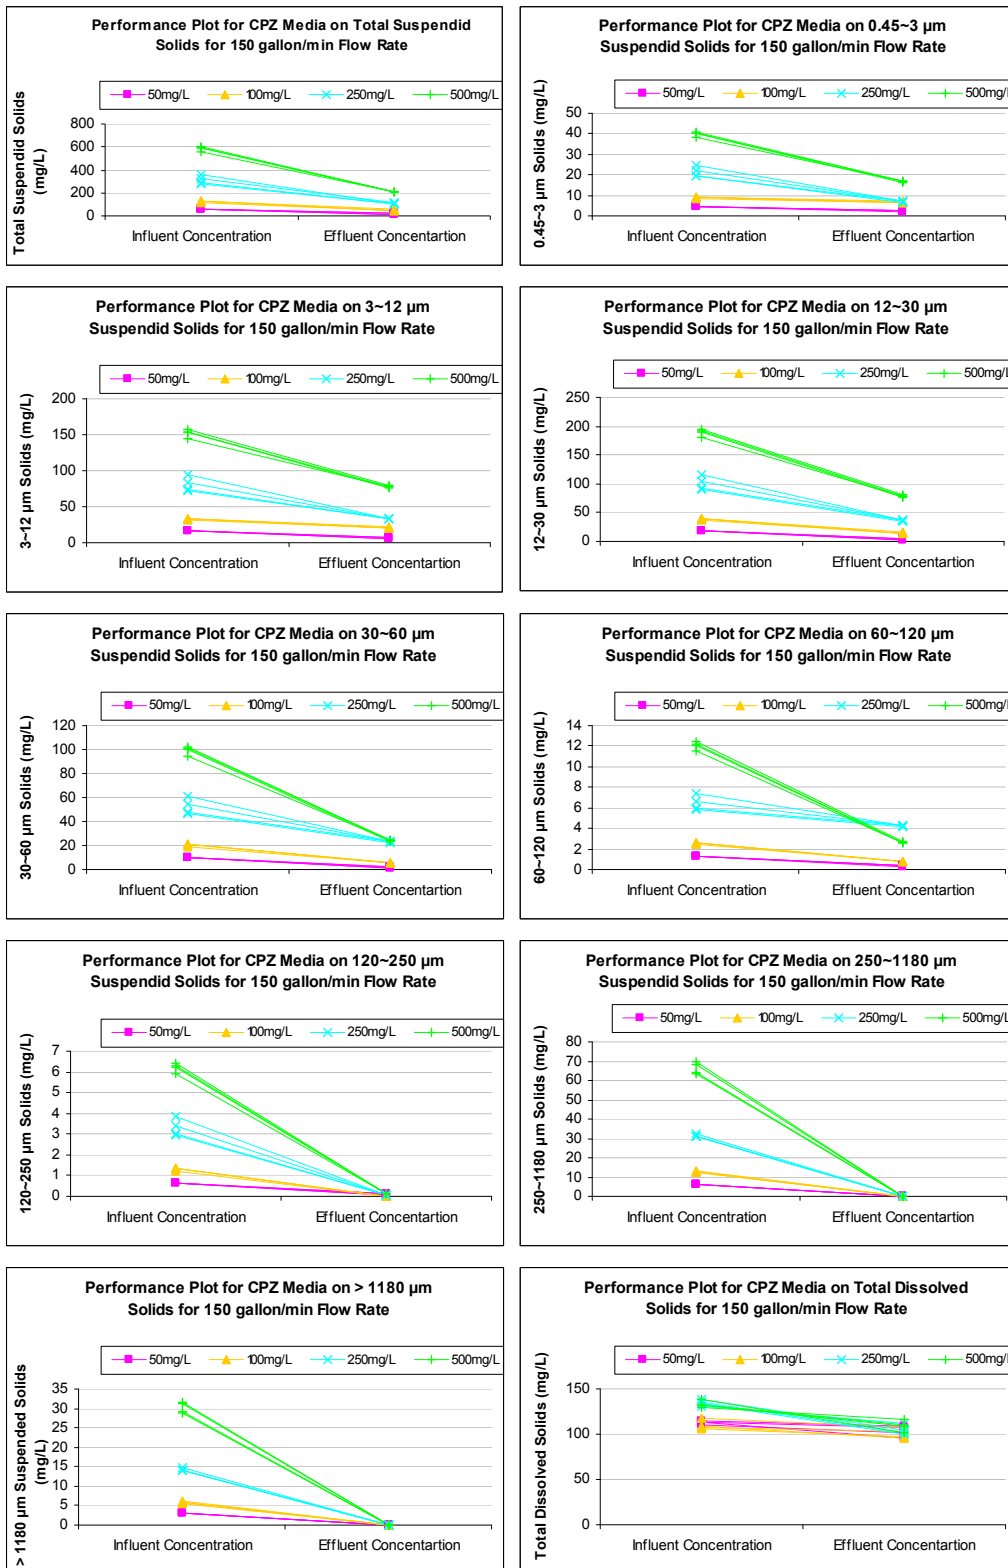 Performance Plot for CPZ Media on Total Suspendid
Solids for 150 gallon/min Flow Rate
50mg/L 100mg/L 250mg/L 500mg/L
Total Suspendid Solids
(mg/L)
800
600
400
200
0
Influent Concentration Effluent Concentartion
Performance Plot for CPZ Media on 0.45~3 µm
Suspendid Solids for 150 gallon/min Flow Rate
50mg/L 100mg/L 250mg/L 500mg/L
0.45~3 µm Solids (mg/L)
50
40
30
20
10
0
Influent Concentration Effluent Concentartion
Performance Plot for CPZ Media on 3~12 µm
Suspendid Solids for 150 gallon/min Flow Rate
50mg/L 100mg/L 250mg/L 500mg/L
3~12 µm Solids (mg/L)
200
150
100
50
0
Influent Concentration Effluent Concentartion
Performance Plot for CPZ Media on 12~30 µm
Suspendid Solids for 150 gallon/min Flow Rate
50mg/L 100mg/L 250mg/L 500mg/L
12~30 µm Solids (mg/L)
250
200
150
100
50
0
Influent Concentration Effluent Concentartion
Performance Plot for CPZ Media on 30~60 µm
Suspendid Solids for 150 gallon/min Flow Rate
50mg/L 100mg/L 250mg/L 500mg/L
30~60 µm Solids (mg/L)
120
100
80
60
40
20
0
Influent Concentration Effluent Concentartion
Performance Plot for CPZ Media on 60~120 µm
Suspendid Solids for 150 gallon/min Flow Rate
50mg/L 100mg/L 250mg/L 500mg/L
60~120 µm Solids (mg/L)
14
12
10
8
6
4
2
0
Influent Concentration Effluent Concentartion
Performance Plot for CPZ Media on 120~250 µm
Suspendid Solids for 150 gallon/min Flow Rate
50mg/L 100mg/L 250mg/L 500mg/L
120~250 µm Solids (mg/L)
7
6
5
4
3
2
1
0
Influent Concentration Effluent Concentartion
Performance Plot for CPZ Media on 250~1180 µm
Suspendid Solids for 150 gallon/min Flow Rate
50mg/L 100mg/L 250mg/L 500mg/L
250~1180 µm Solids (mg/L)
80
70
60
50
40
30
20
10
0
Influent Concentration Effluent Concentartion
Performance Plot for CPZ Media on > 1180 µm
Solids for 150 gallon/min Flow Rate
50mg/L 100mg/L 250mg/L 500mg/L
> 1180 µm Suspended Solids
(mg/L)
35
30
25
20
15
10
5
0
Influent Concentration Effluent Concentartion
Performance Plot for CPZ Media on Total Dissolved
Solids for 150 gallon/min Flow Rate
50mg/L 100mg/L 250mg/L 500mg/L
Total Dissolved Solids (mg/L)
150
100
50
0
Influent Concentration Effluent Concentartion